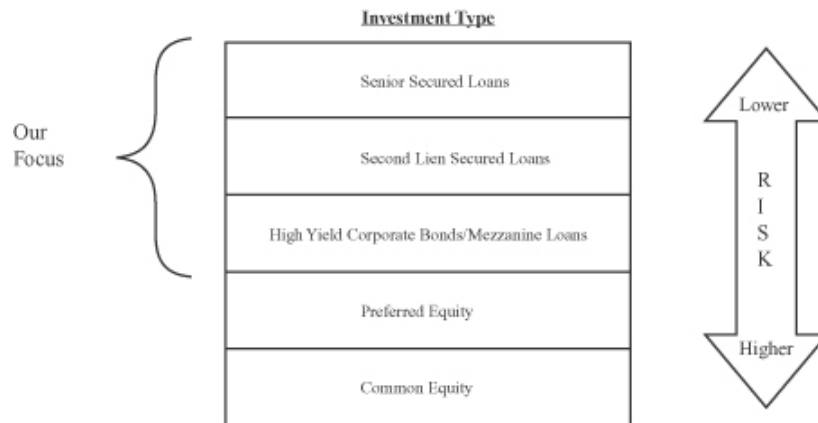 Investment Type
Senior Secured Loans
Lower
Our
Focus
Second Lien Secured Loans
R
I
S
K
High Yield Corporate Bonds/Mezzanine Loans
Preferred Equity
Higher
Common Equity